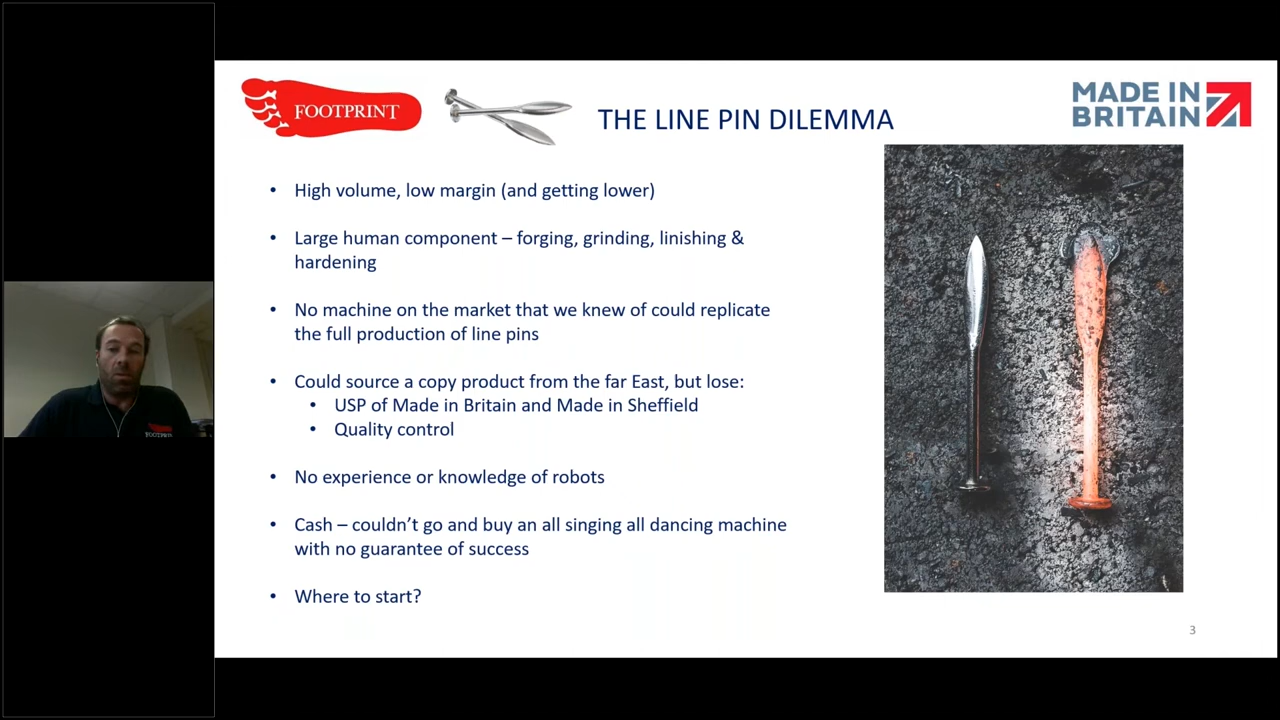 FOOTPRINT
THE LINE PIN DILEMMA
MADE IN
BRITAIN
• High volume, low margin (and getting lower)
• Large human component – forging, grinding, linishing &
hardening
• No machine on the market that we knew of could replicate
the full production of line pins
• Could source a copy product from the far East, but lose:
• USP of Made in Britain and Made in Sheffield
• Quality control
• No experience or knowledge of robots
• Cash – couldn’t go and buy an all singing all dancing machine
with no guarantee of success
• Where to start?
3
FOOTPRINT